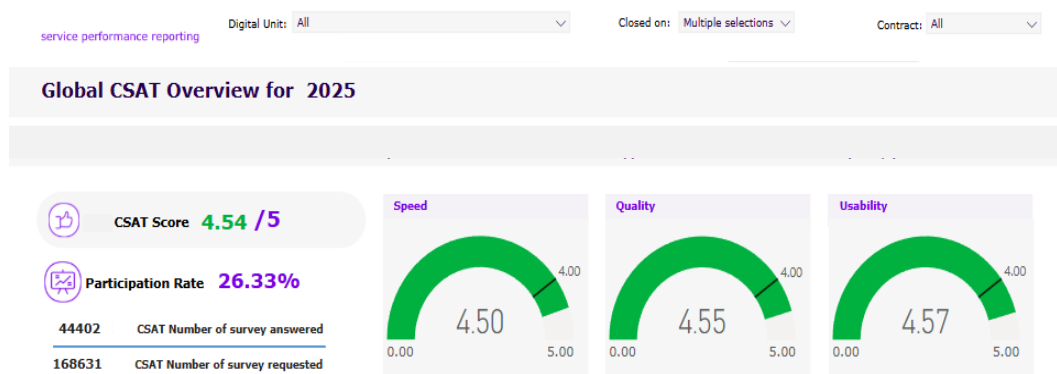 Digital Unit: All
Closed on: Multiple selections
Contract: All
service performance reporting
Global CSAT Overview for 2025
CSAT Score 4.54 /5
Participation Rate 26.33%
44402 CSAT Number of survey answered
168631 CSAT Number of survey requested
Speed
4.00
4.50
0.00 5.00
Quality
4.00
4.55
0.00 5.00
Usability
4.00
4.57
0.00 5.00